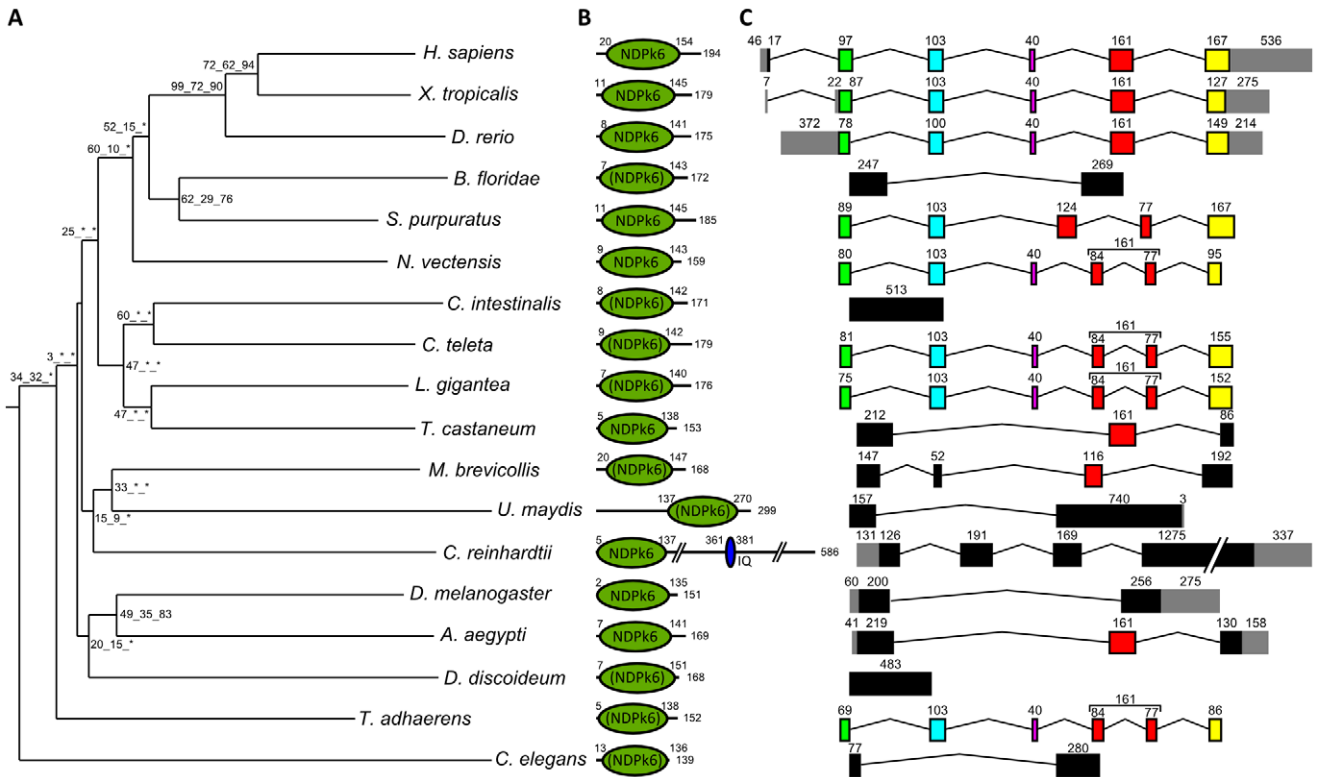 A B C
46 17 97 103 40 161 167 536
H. sapiens 20 NDPk6 154 194
72_62_94
99_72_90
7 22 87 103 40 161 127 275
X. tropicalis 11 NDPk6 145 179
372 78 100 40 161 149 214
D. rerio 8 NDPk6 141 175
52_15_*
60_10_*
247 269
B. floridae 7 (NDPk6) 143 172
62_29_76
89 103 124 77 167
S. purpuratus 11 NDPk6 145 185
25_*_*
161
80 103 40 84 77 95
N. vectensis 9 NDPk6 143 159
513
C. intestinalis 8 (NDPk6) 142 171
60_*_*
161
81 103 40 84 77 155
C. teleta 9 (NDPk6) 142 179
3_*_*
47_*_*
161
75 103 40 84 77 152
L. gigantea 7 (NDPk6) 140 176
34_32_*
47_*_*
212 161 86
T. castaneum 5 NDPk6 138 153
147 52 116 192
M. brevicollis 20 (NDPk6) 147 168
33_*_*
157 740 3
U. maydis 137 (NDPk6) 270 299
15_9_*
131 126 191 169 1275 337
C. reinhardtii 5 NDPk6 137 361 381 586
IQ
60 200 256 275
D. melanogaster 2 NDPk6 135 151
49_35_83
41 219 161 130 158
A. aegypti 7 NDPk6 141 169
20_15_*
483
D. discoideum 7 (NDPk6) 151 168
161
69 103 40 84 77 86
T. adhaerens 5 (NDPk6) 138 152
77 280
C. elegans 13 (NDPk6) 136 139